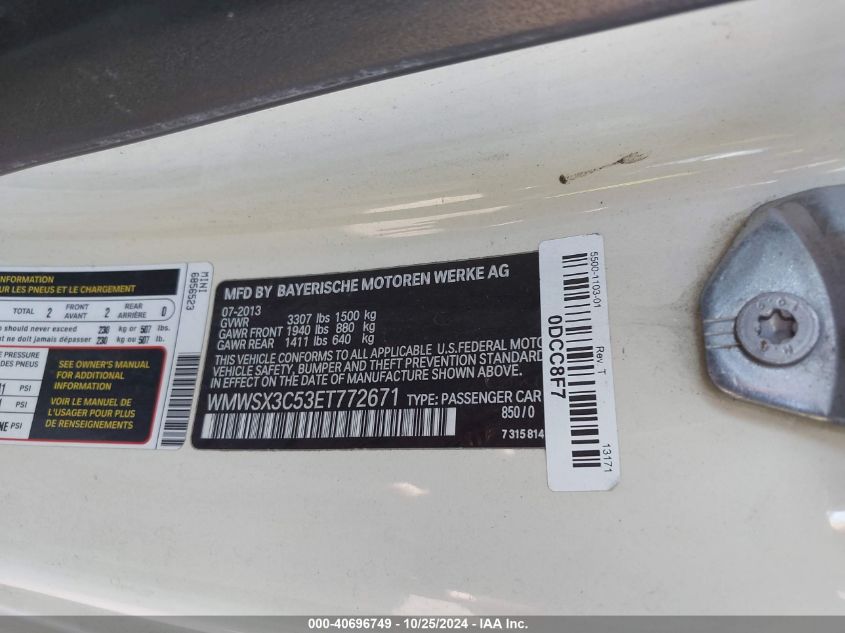 INFORMATION
LES PNEUS ET LE CHARGEMENT
TOTAL 2 FRONT AVANT 2 REAR ARRIÈRE 0
should never exceed 230 kg or 507 lb.
ne doit jamais dépasser 230 kg ou 507 lb.
PRESSURE
DES PNEUS
PSI
PSI
NE PSI
SEE OWNER'S MANUAL
FOR ADDITIONAL
INFORMATION
VOIR LE MANUEL
DE L'USAGER POUR PLUS
DE RENSEIGNEMENTS
MINI
6856523
MFD BY BAYERISCHE MOTOREN WERKE AG
07-2013
GVWR 3307 lbs 1500 kg
GAWR FRONT 1940 lbs 880 kg
GAWR REAR 1411 lbs 640 kg
THIS VEHICLE CONFORMS TO ALL APPLICABLE U.S.FEDERAL MOTO
VEHICLE SAFETY, BUMPER AND THEFT PREVENTION STANDARD
IN EFFECT ON THE DATE OF MANUFACTURE SHOWN ABOVE.
WMWSX3C53ET772671 TYPE: PASSENGER CAR
850/0
7 315 814
5500-1103-01
Rev. T
0DCC8F7
13171
000-40696749 - 10/25/2024 - IAA Inc.